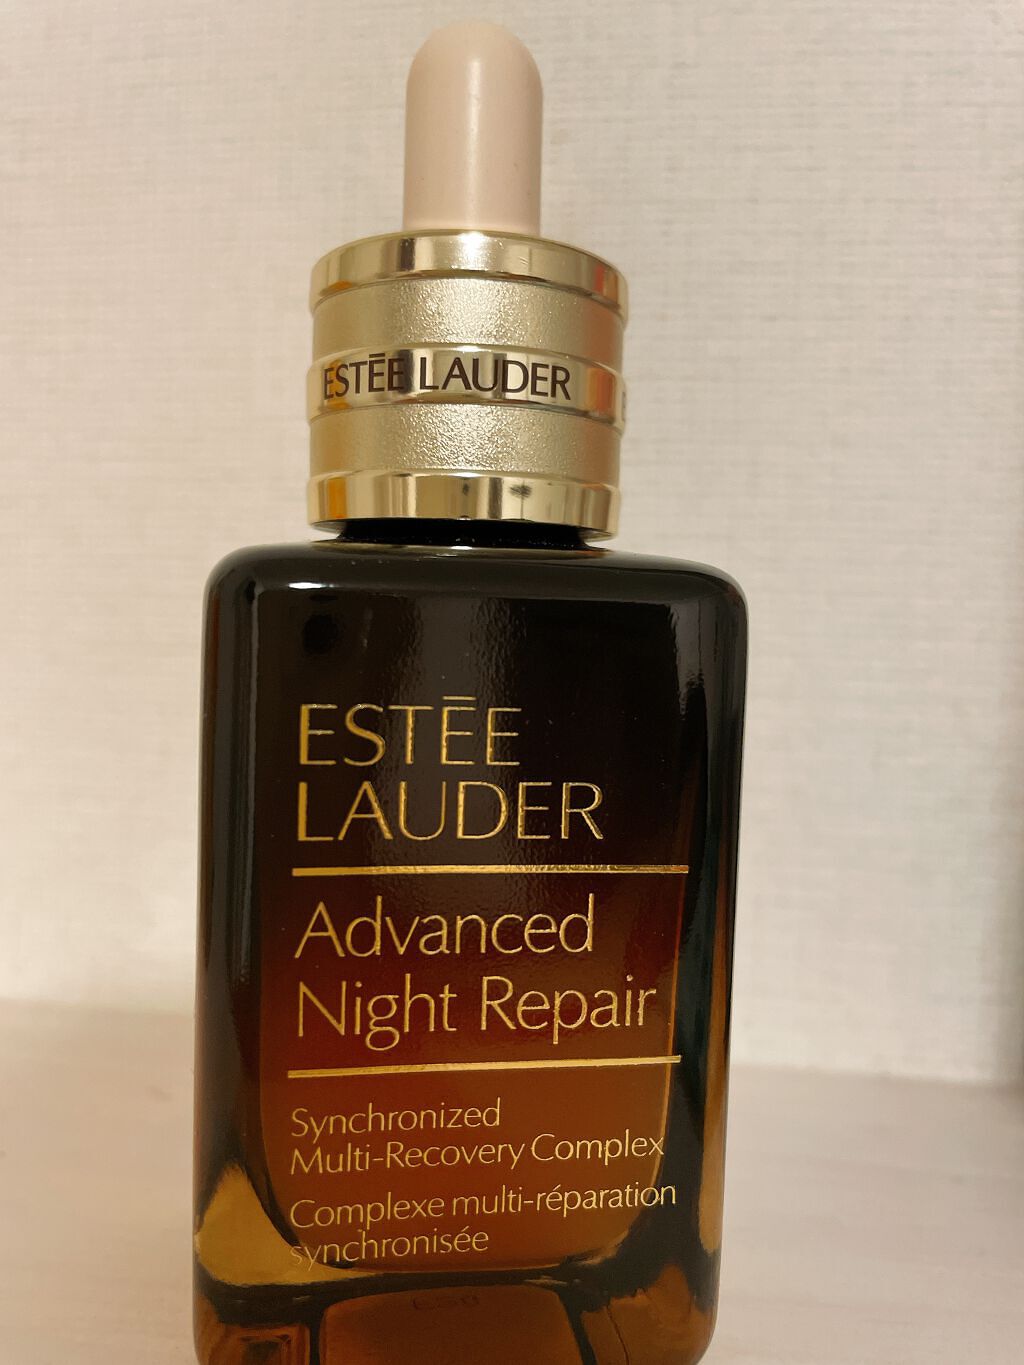 ESTĒE LAUDER
ESTĒE
LAUDER
Advanced
Night Repair
Synchronized
Multi-Recovery Complex
Complexe multi-réparation
synchronisée